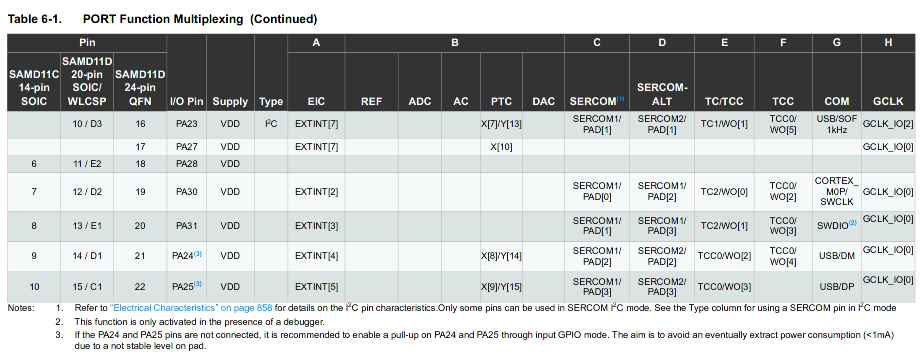 Table 6-1. PORT Function Multiplexing (Continued)
Pin A B C D E F G H
SAMD11C 14-pin SOIC SAMD11D 20-pin SOIC/ WLCSP SAMD11D 24-pin QFN I/O Pin Supply Type EIC REF ADC AC PTC DAC SERCOM(1) SERCOM-ALT TC/TCC TCC COM GCLK
10 / D3 16 PA23 VDD I2C EXTINT[7] X[7]/Y[13] SERCOM1/ PAD[1] SERCOM2/ PAD[1] TC1/WO[1] TCC0/ WO[5] USB/SOF 1kHz GCLK_IO[2]
17 PA27 VDD EXTINT[7] X[10] GCLK_IO[0]
6 11 / E2 18 PA28 VDD
7 12 / D2 19 PA30 VDD EXTINT[2] SERCOM1/ PAD[0] SERCOM1/ PAD[2] TC2/WO[0] TCC0/ WO[2] CORTEX_ M0P/ SWCLK GCLK_IO[0]
8 13 / E1 20 PA31 VDD EXTINT[3] SERCOM1/ PAD[1] SERCOM1/ PAD[3] TC2/WO[1] TCC0/ WO[3] SWDIO(2) GCLK_IO[0]
9 14 / D1 21 PA24(3) VDD EXTINT[4] X[8]/Y[14] SERCOM1/ PAD[2] SERCOM2/ PAD[2] TCC0/WO[2] TCC0/ WO[4] USB/DM GCLK_IO[0]
10 15 / C1 22 PA25(3) VDD EXTINT[5] X[9]/Y[15] SERCOM1/ PAD[3] SERCOM2/ PAD[3] TCC0/WO[3] USB/DP GCLK_IO[0]
Notes: 1. Refer to "Electrical Characteristics" on page 858 for details on the I2C pin characteristics.Only some pins can be used in SERCOM I2C mode. See the Type column for using a SERCOM pin in I2C mode
2. This function is only activated in the presence of a debugger.
3. If the PA24 and PA25 pins are not connected, it is recommended to enable a pull-up on PA24 and PA25 through input GPIO mode. The aim is to avoid an eventually extract power consumption (<1mA)
due to a not stable level on pad.